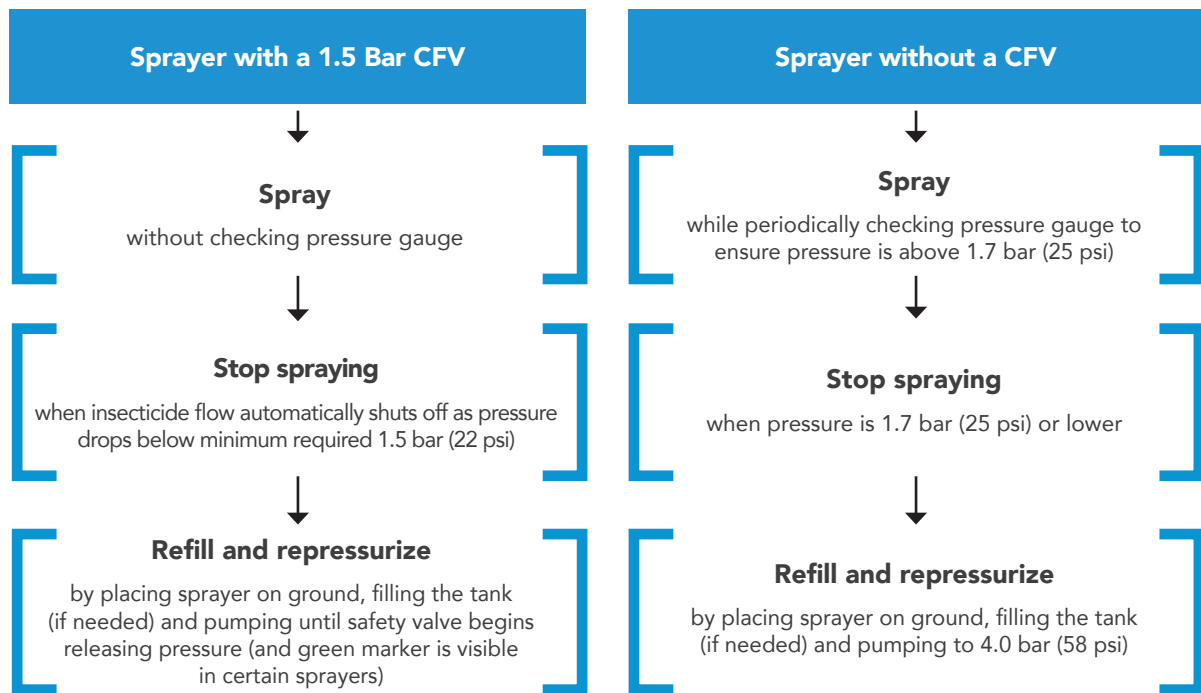 Sprayer with a 1.5 Bar CFV
Spray
without checking pressure gauge
Stop spraying
when insecticide flow automatically shuts off as pressure
drops below minimum required 1.5 bar (22 psi)
Refill and repressurize
by placing sprayer on ground, filling the tank
(if needed) and pumping until safety valve begins
releasing pressure (and green marker is visible
in certain sprayers)
Sprayer without a CFV
Spray
while periodically checking pressure gauge to
ensure pressure is above 1.7 bar (25 psi)
Stop spraying
when pressure is 1.7 bar (25 psi) or lower
Refill and repressurize
by placing sprayer on ground, filling the tank
(if needed) and pumping to 4.0 bar (58 psi)